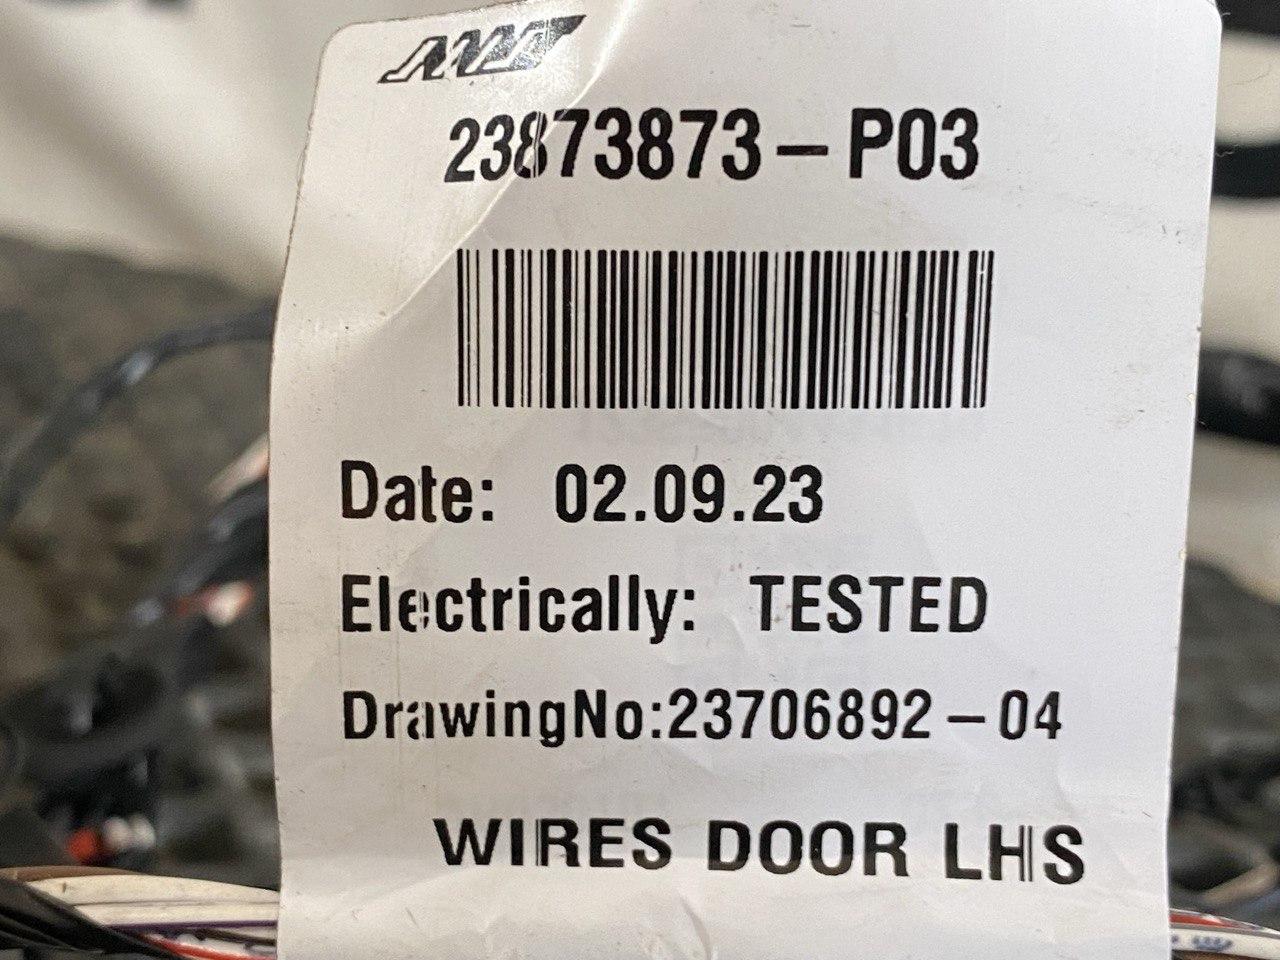 23873873-P03
Date: 02.09.23
Electrically: TESTED
DrawingNo:23706892-04
WIRES DOOR LHS